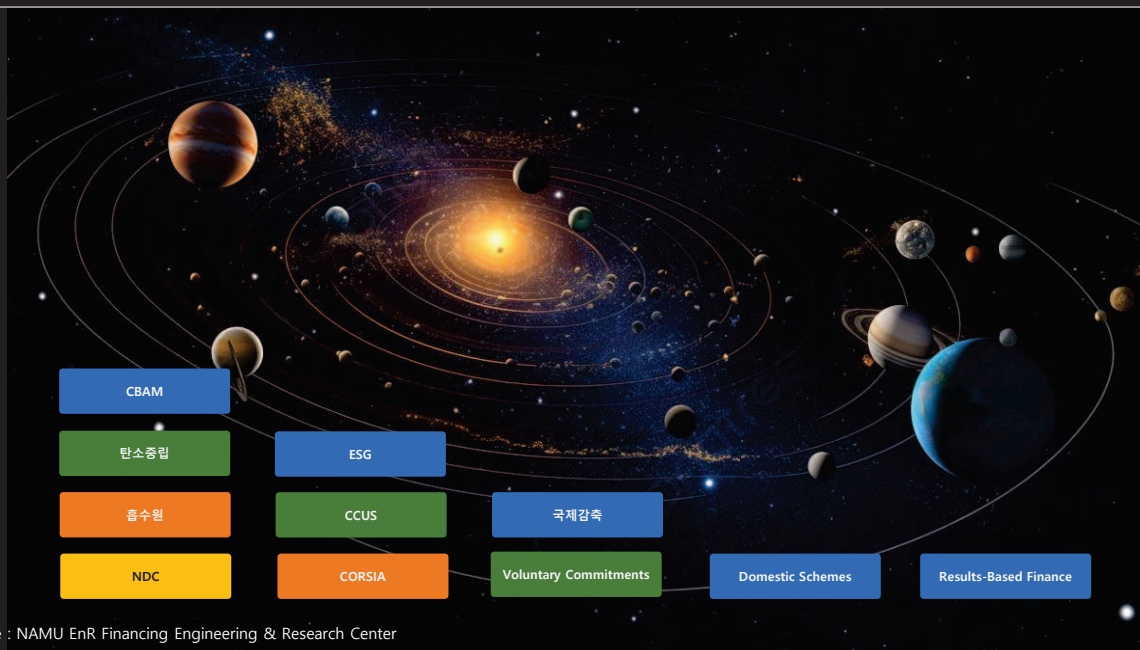 CBAM
탄소중립 ESG
흡수원 CCUS 국제감축
NDC CORSIA Voluntary Commitments Domestic Schemes Results-Based Finance
: NAMU EnR Financing Engineering & Research Center